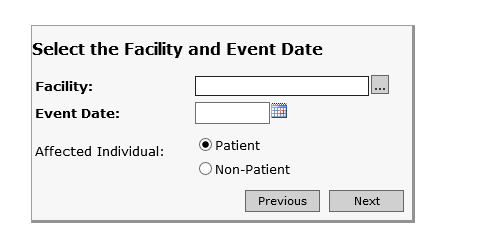 Select the Facility and Event Date
Facility:
...
Event Date:
Affected Individual:
Patient
Non-Patient
Previous
Next